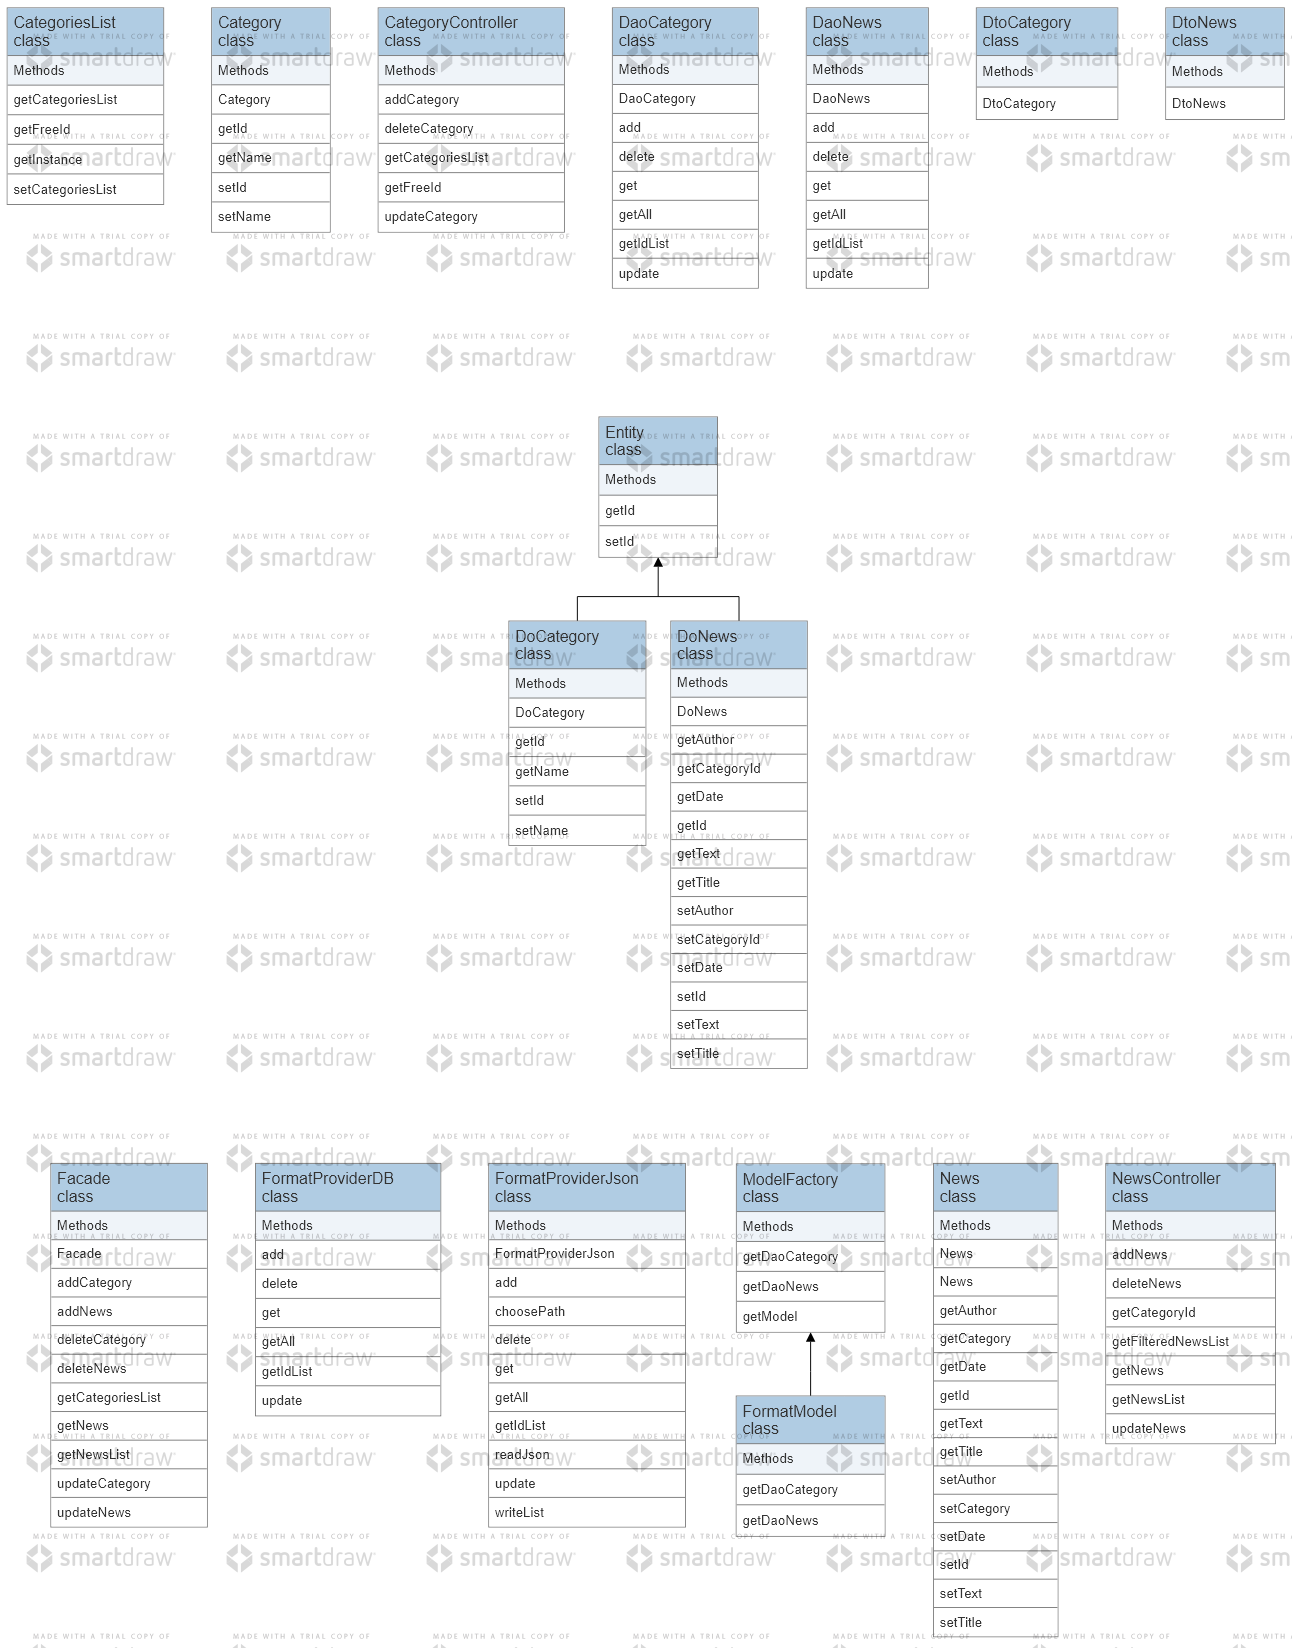 CategoriesList
class
Methods
getCategoriesList
getFreeId
getInstance
setCategoriesList
Category
class
Methods
Category
getId
getName
setId
setName
CategoryController
class
Methods
addCategory
deleteCategory
getCategoriesList
getFreeId
updateCategory
DaoCategory
class
Methods
DaoCategory
add
delete
get
getAll
getIdList
update
DaoNews
class
Methods
DaoNews
add
delete
get
getAll
getIdList
update
DtoCategory
class
Methods
DtoCategory
DtoNews
class
Methods
DtoNews
Entity
class
Methods
getId
setId
DoCategory
class
Methods
DoCategory
getId
getName
setId
setName
DoNews
class
Methods
DoNews
getAuthor
getCategoryId
getDate
getId
getText
getTitle
setAuthor
setCategoryId
setDate
setId
setText
setTitle
Facade
class
Methods
Facade
addCategory
addNews
deleteCategory
deleteNews
getCategoriesList
getNews
getNewsList
updateCategory
updateNews
FormatProviderDB
class
Methods
add
delete
get
getAll
getIdList
update
FormatProviderJson
class
Methods
FormatProviderJson
add
choosePath
delete
get
getAll
getIdList
readJson
update
writeList
ModelFactory
class
Methods
getDaoCategory
getDaoNews
getModel
FormatModel
class
Methods
getDaoCategory
getDaoNews
News
class
Methods
News
News
getAuthor
getCategory
getDate
getId
getText
getTitle
setAuthor
setCategory
setDate
setId
setText
setTitle
NewsController
class
Methods
addNews
deleteNews
getCategoryId
getFilteredNewsList
getNews
getNewsList
updateNews
MADE WITH A TRIAL COPY OF
smartdraw